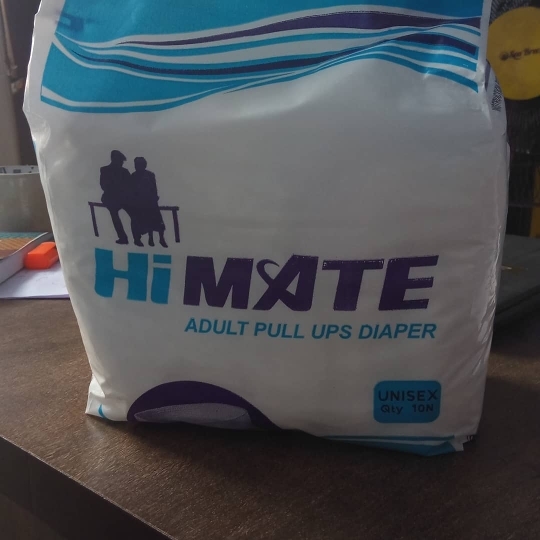 Hi MATE
ADULT PULL UPS DIAPER
UNISEX
Qty 10N